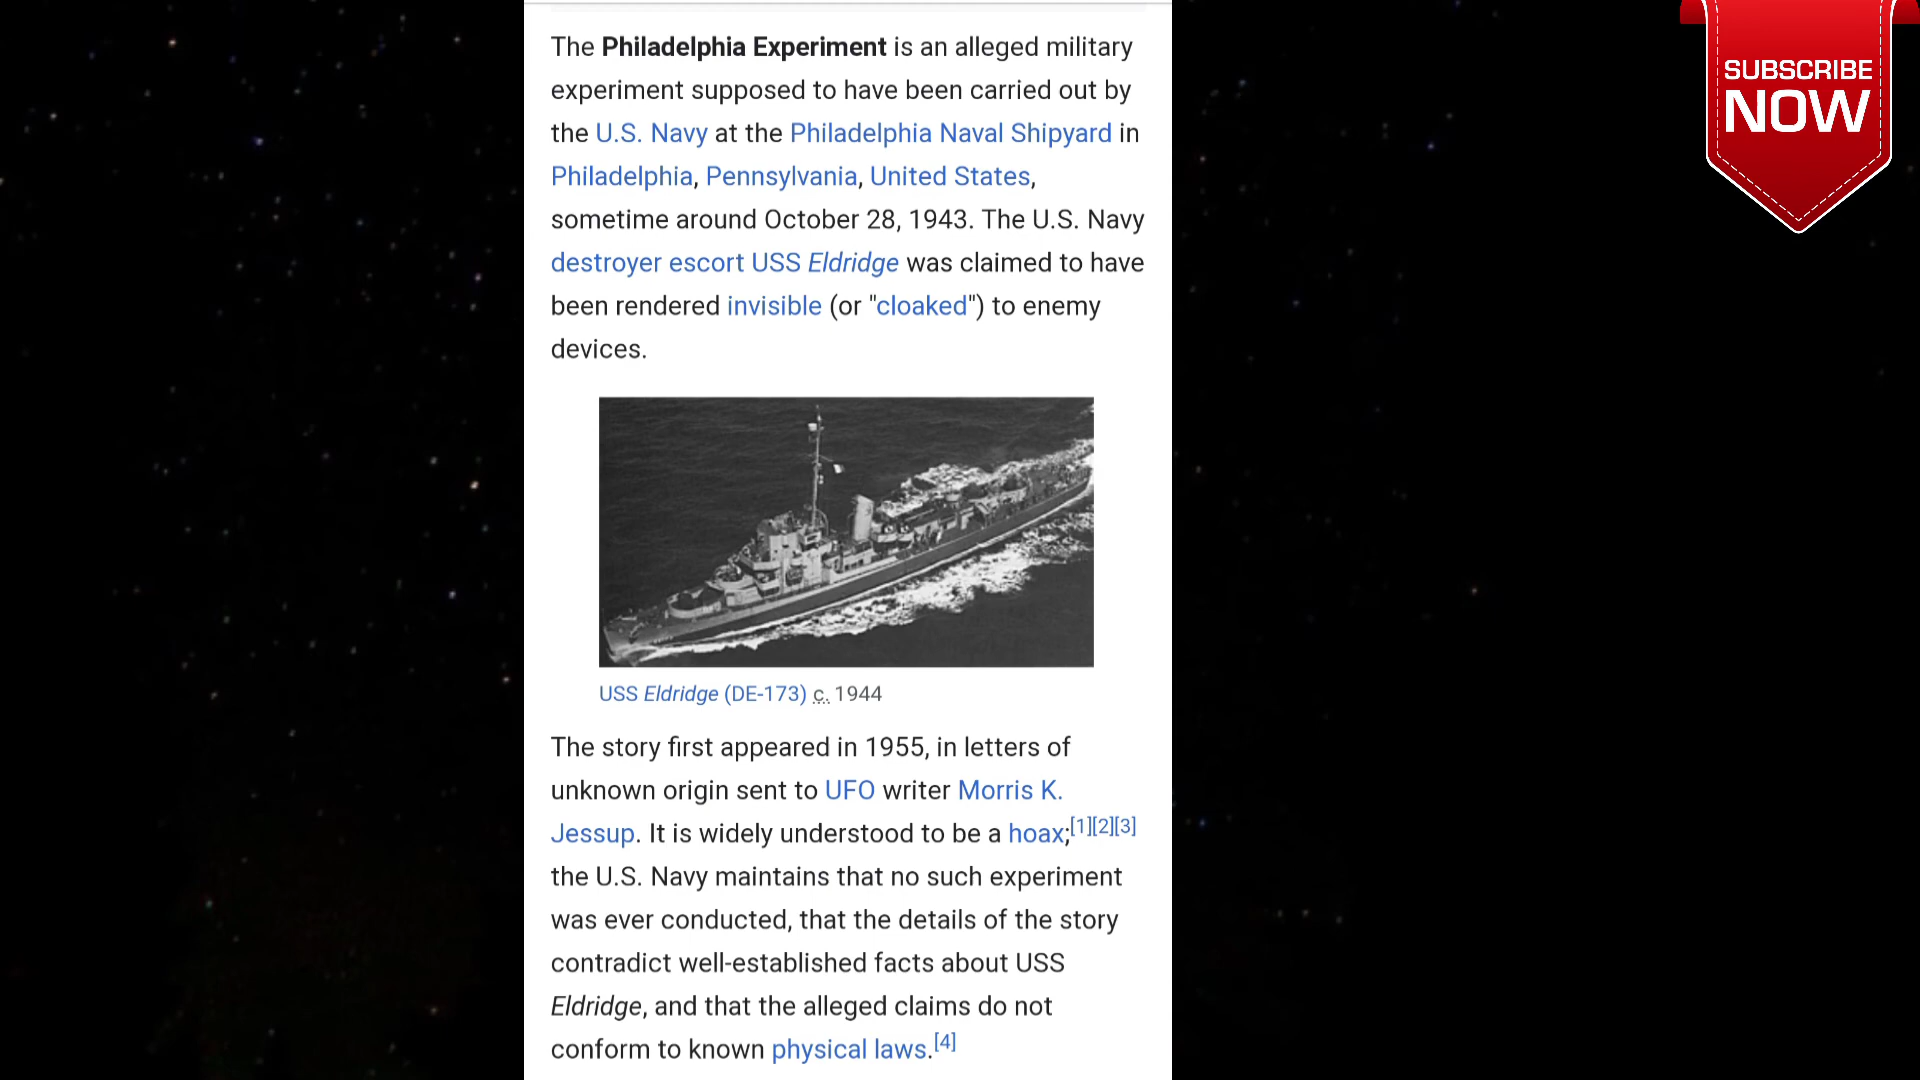 The Philadelphia Experiment is an alleged military
experiment supposed to have been carried out by
the U.S. Navy at the Philadelphia Naval Shipyard in
Philadelphia, Pennsylvania, United States,
sometime around October 28, 1943. The U.S. Navy
destroyer escort USS Eldridge was claimed to have
been rendered invisible (or "cloaked") to enemy
devices.
USS Eldridge (DE-173) c. 1944
The story first appeared in 1955, in letters of
unknown origin sent to UFO writer Morris K.
Jessup. It is widely understood to be a hoax;[1][2][3]
the U.S. Navy maintains that no such experiment
was ever conducted, that the details of the story
contradict well-established facts about USS
Eldridge, and that the alleged claims do not
conform to known physical laws.[4]
SUBSCRIBE
NOW